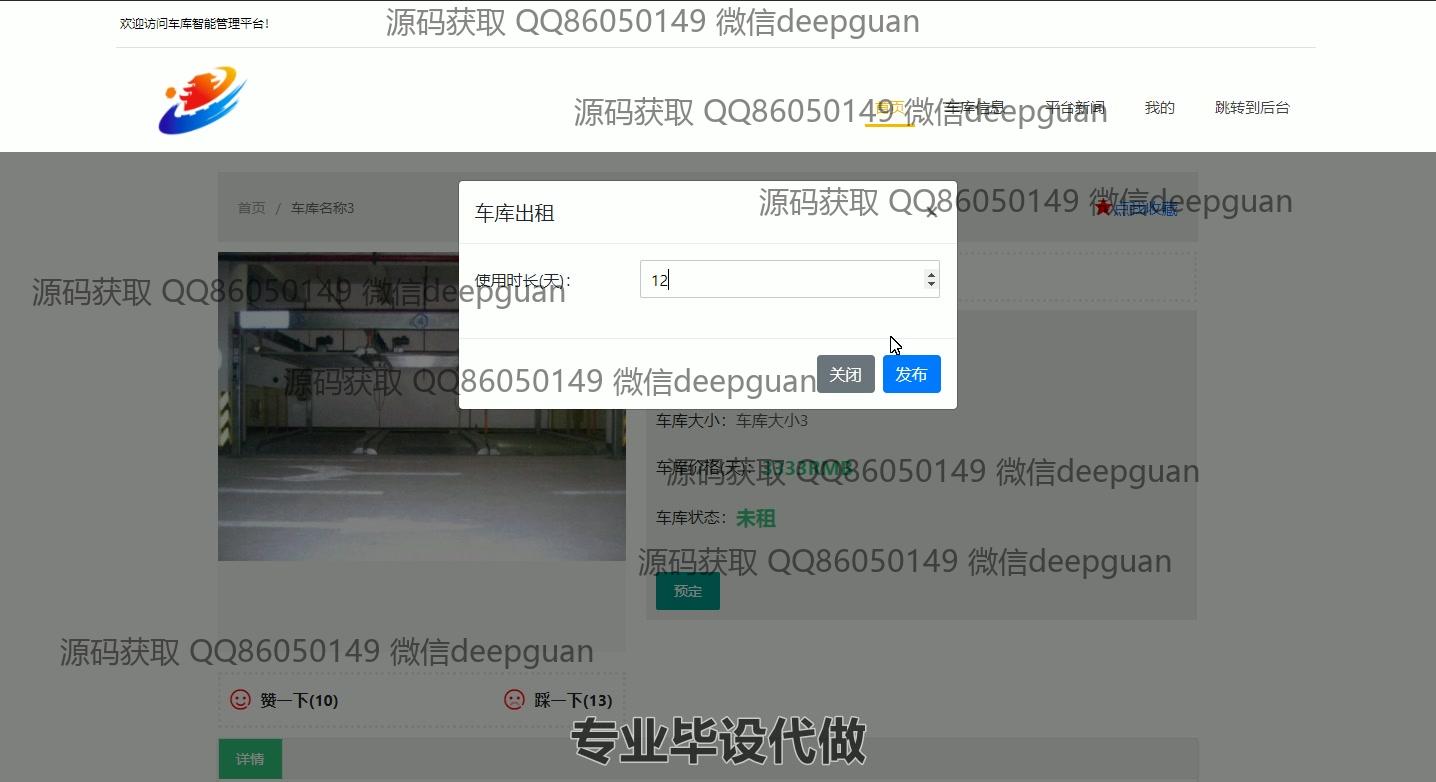 欢迎访问车库智能管理平台!
源码获取 QQ86050149 微信deepguan
首页 车库信息 平台新闻 我的 跳转到后台
源码获取 QQ86050149 微信deepguan
首页 / 车库名称3
点我收藏
源码获取 QQ86050149 微信deepguan
车库出租
×
使用时长(天):
12
源码获取 QQ86050149 微信deepguan
关闭 发布
源码获取 QQ86050149 微信deepguan
车库大小: 车库大小3
车库价格(天): 3333RMB
源码获取 QQ86050149 微信deepguan
车库状态: 未租
源码获取 QQ86050149 微信deepguan
预定
源码获取 QQ86050149 微信deepguan
赞一下(10) 踩一下(13)
专业毕设代做
详情